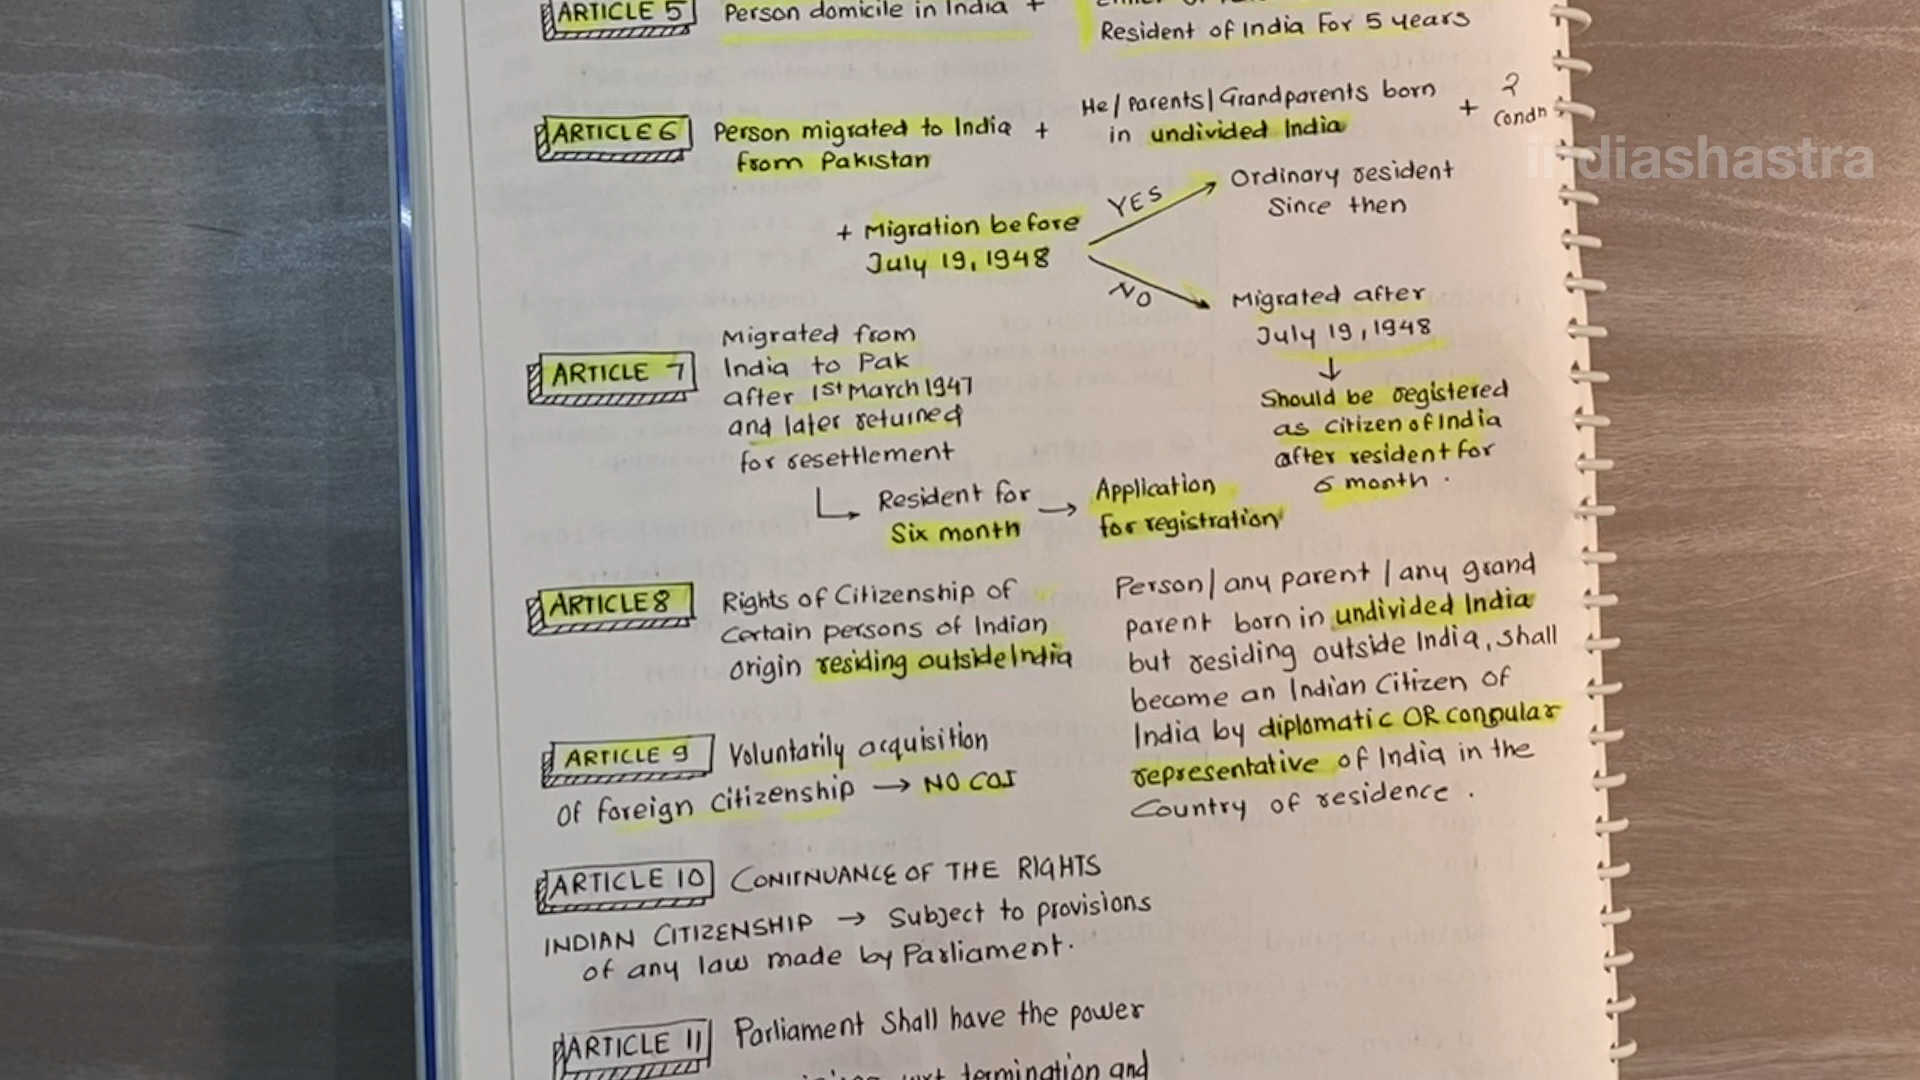 ARTICLE 5 Person domicile in India +
Resident of India For 5 years
ARTICLE 6 Person migrated to India +
from Pakistan
He / Parents / Grandparents born
in undivided India
+ 2
condn
indiashastra
+ Migration before
July 19, 1948
YES
Ordinary resident
Since then
NO
Migrated after
July 19, 1948
↓
Should be registered
as citizen of India
after resident for
6 month .
ARTICLE 7
Migrated from
India to Pak
after 1st March 1947
and later returned
for resettlement
Resident for
Six month
→ Application
for registration
ARTICLE 8 Rights of Citizenship of
Certain persons of Indian
origin residing outside India
Person / any parent / any grand
parent born in undivided India
but residing outside India, shall
become an Indian Citizen of
India by diplomatic OR conpular
representative of India in the
Country of residence .
ARTICLE 9 Voluntarily acquisition
Of foreign Citizenship → NO COI
ARTICLE 10 CONITNUANCE OF THE RIGHTS
INDIAN CITIZENSHIP → Subject to provisions
of any law made by Parliament.
ARTICLE 11 Parliament Shall have the power
termination and